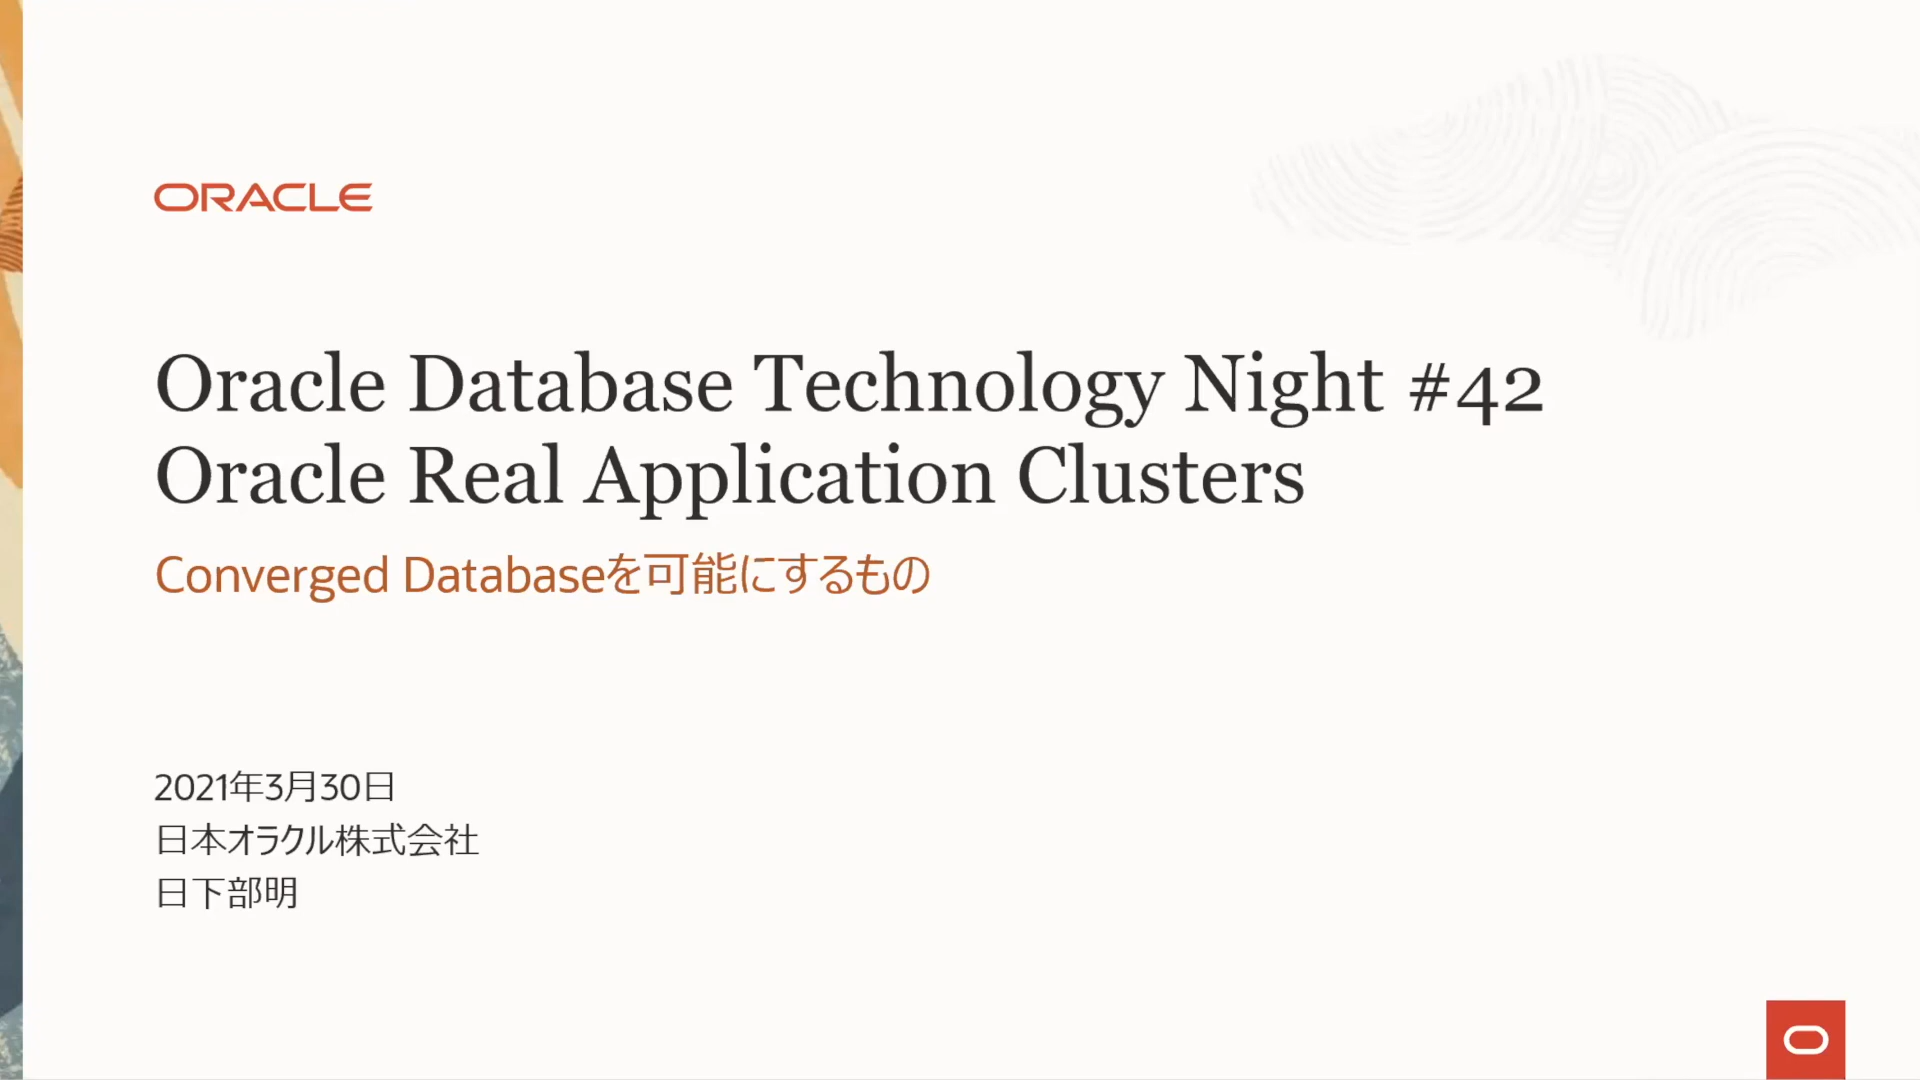 ORACLE
Oracle Database Technology Night #42
Oracle Real Application Clusters
Converged Databaseを可能にするもの
2021年3月30日
日本オラクル株式会社
日下部明